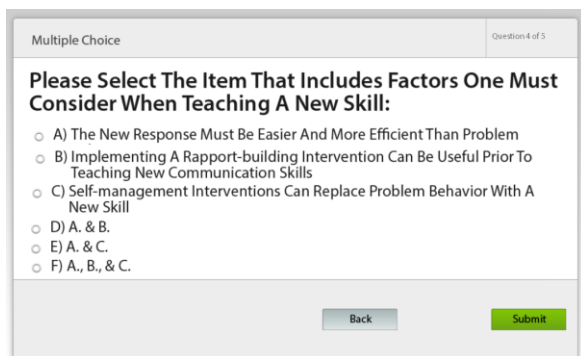 Multiple Choice
Question 4 of 5
Please Select The Item That Includes Factors One Must
Consider When Teaching A New Skill:
A) The New Response Must Be Easier And More Efficient Than Problem
B) Implementing A Rapport-building Intervention Can Be Useful Prior To
Teaching New Communication Skills
C) Self-management Interventions Can Replace Problem Behavior With A
New Skill
D) A. & B.
E) A. & C.
F) A., B., & C.
Back
Submit